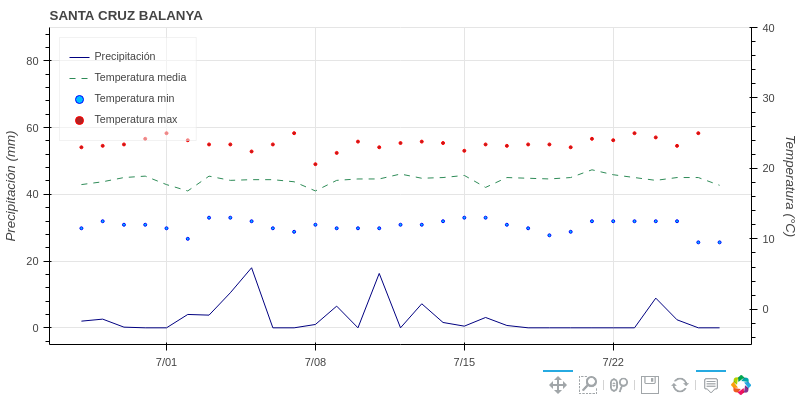 SANTA CRUZ BALANYA
Precipitación
Temperatura media
Temperatura min
Temperatura max
Precipitación (mm)
80
60
40
20
0
40
30
20
10
0
Temperatura (°C)
7/01
7/08
7/15
7/22